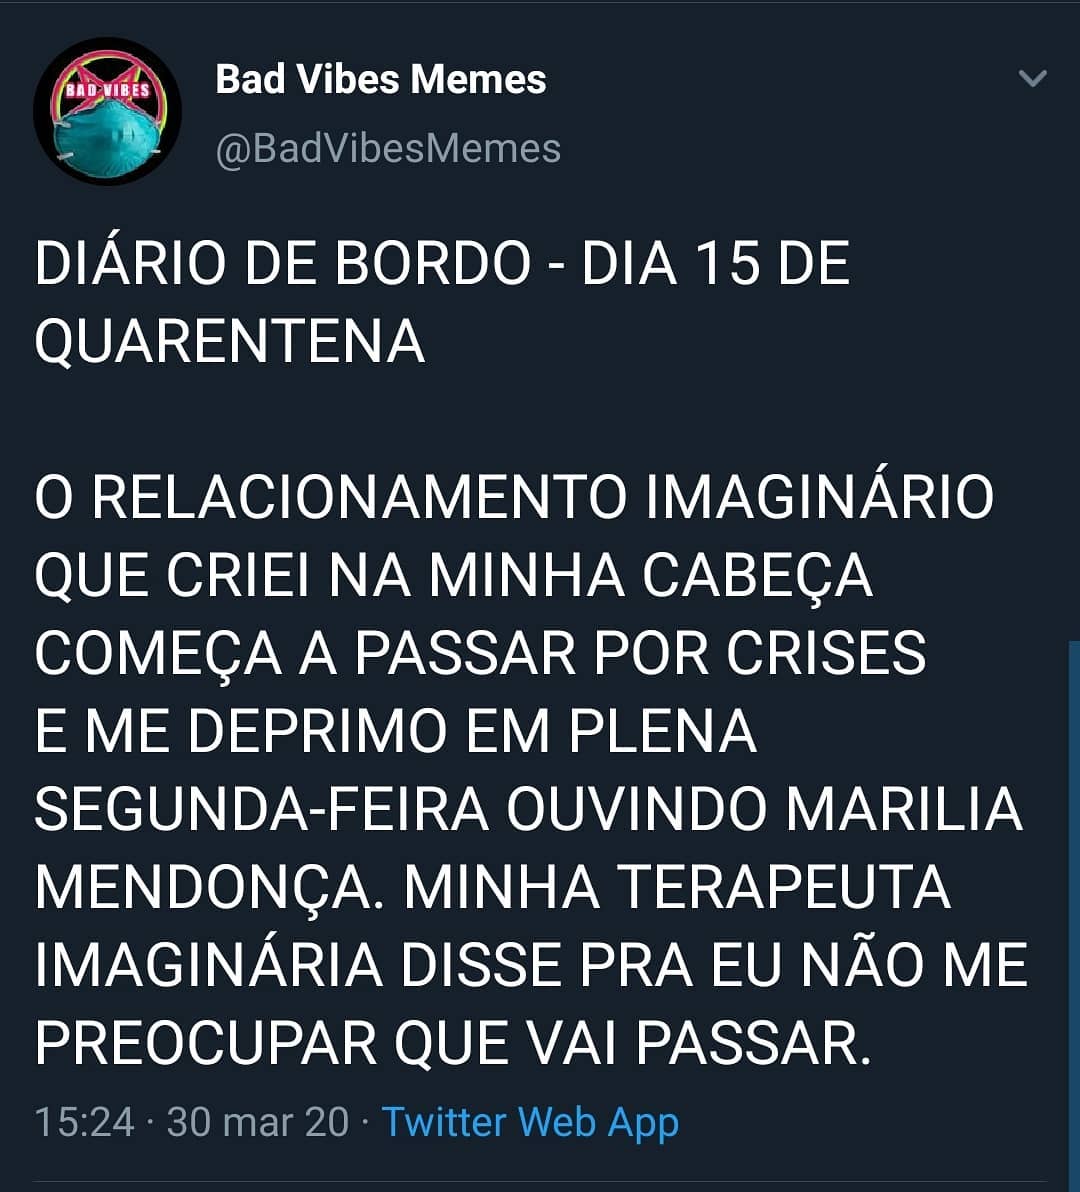 BAD VIBES
Bad Vibes Memes
@BadVibesMemes
DIÁRIO DE BORDO - DIA 15 DE
QUARENTENA
O RELACIONAMENTO IMAGINÁRIO
QUE CRIEI NA MINHA CABEÇA
COMEÇA A PASSAR POR CRISES
E ME DEPRIMO EM PLENA
SEGUNDA-FEIRA OUVINDO MARILIA
MENDONÇA. MINHA TERAPEUTA
IMAGINÁRIA DISSE PRA EU NÃO ME
PREOCUPAR QUE VAI PASSAR.
15:24 · 30 mar 20 · Twitter Web App